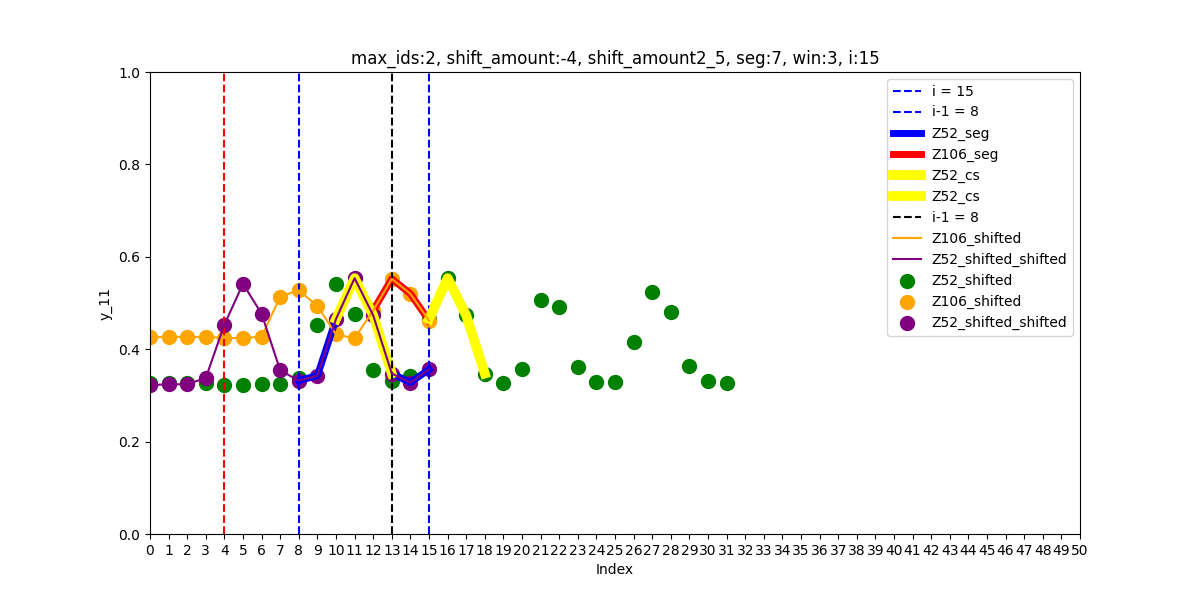 max_ids:2, shift_amount:-4, shift_amount2_5, seg:7, win:3, i:15
1.0
0.8
0.6
0.4
0.2
0.0
y_11
i = 15
i-1 = 8
Z52_seg
Z106_seg
Z52_cs
Z52_cs
i-1 = 8
Z106_shifted
Z52_shifted_shifted
Z52_shifted
Z106_shifted
Z52_shifted_shifted
0 1 2 3 4 5 6 7 8 9 10 11 12 13 14 15 16 17 18 19 20 21 22 23 24 25 26 27 28 29 30 31 32 33 34 35 36 37 38 39 40 41 42 43 44 45 46 47 48 49 50
Index